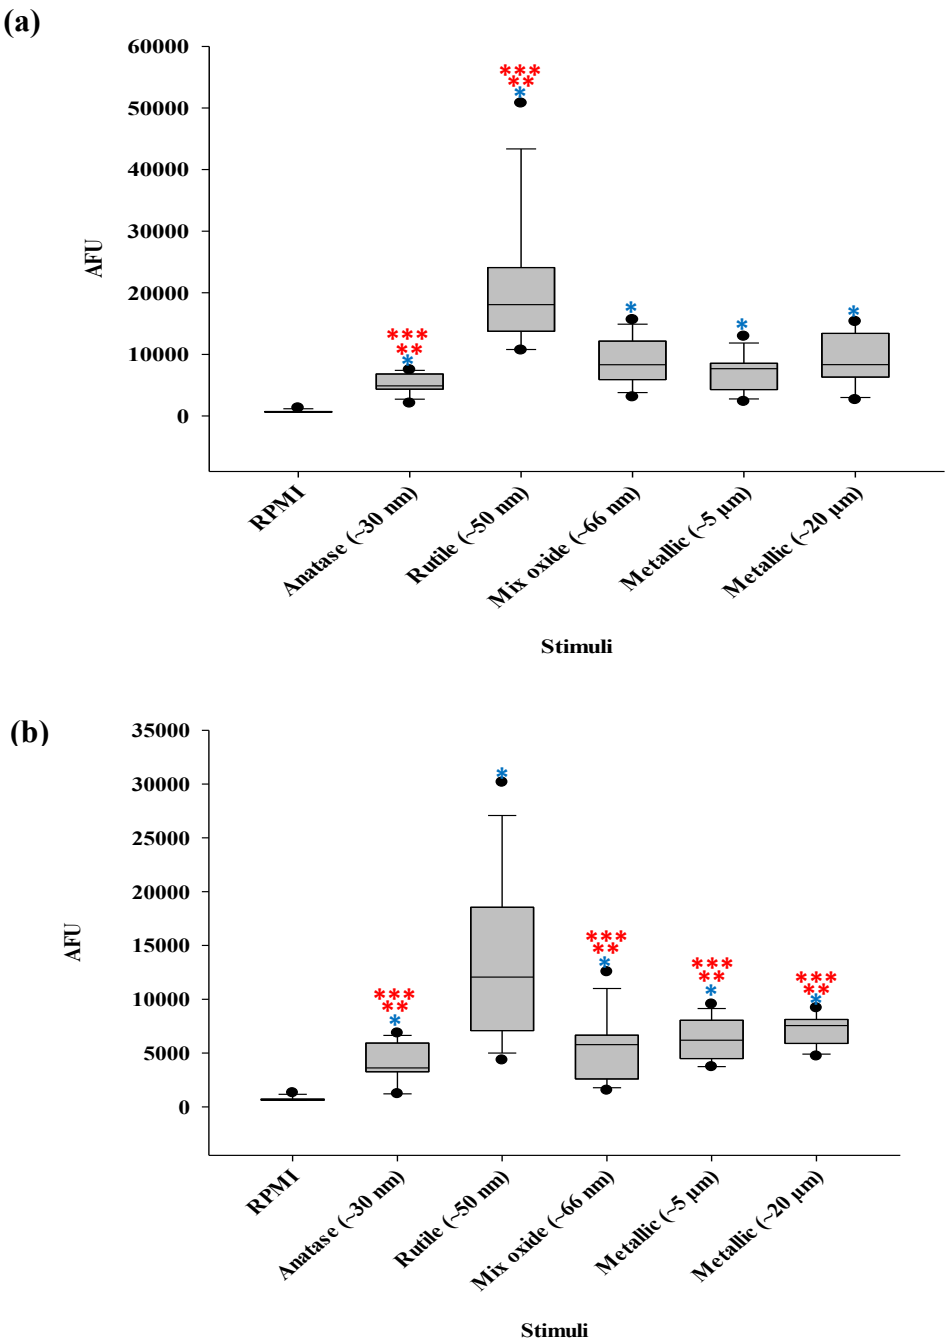 (a)
60000
50000
40000
30000
20000
10000
0
AFU
***
**
*
***
**
*
*
*
*
RPMI
Anatase (~30 nm)
Rutile (~50 nm)
Mix oxide (~66 nm)
Metallic (~5 µm)
Metallic (~20 µm)
Stimuli
(b)
35000
30000
25000
20000
15000
10000
5000
0
AFU
***
**
*
*
***
**
*
***
**
*
***
**
*
RPMI
Anatase (~30 nm)
Rutile (~50 nm)
Mix oxide (~66 nm)
Metallic (~5 µm)
Metallic (~20 µm)
Stimuli